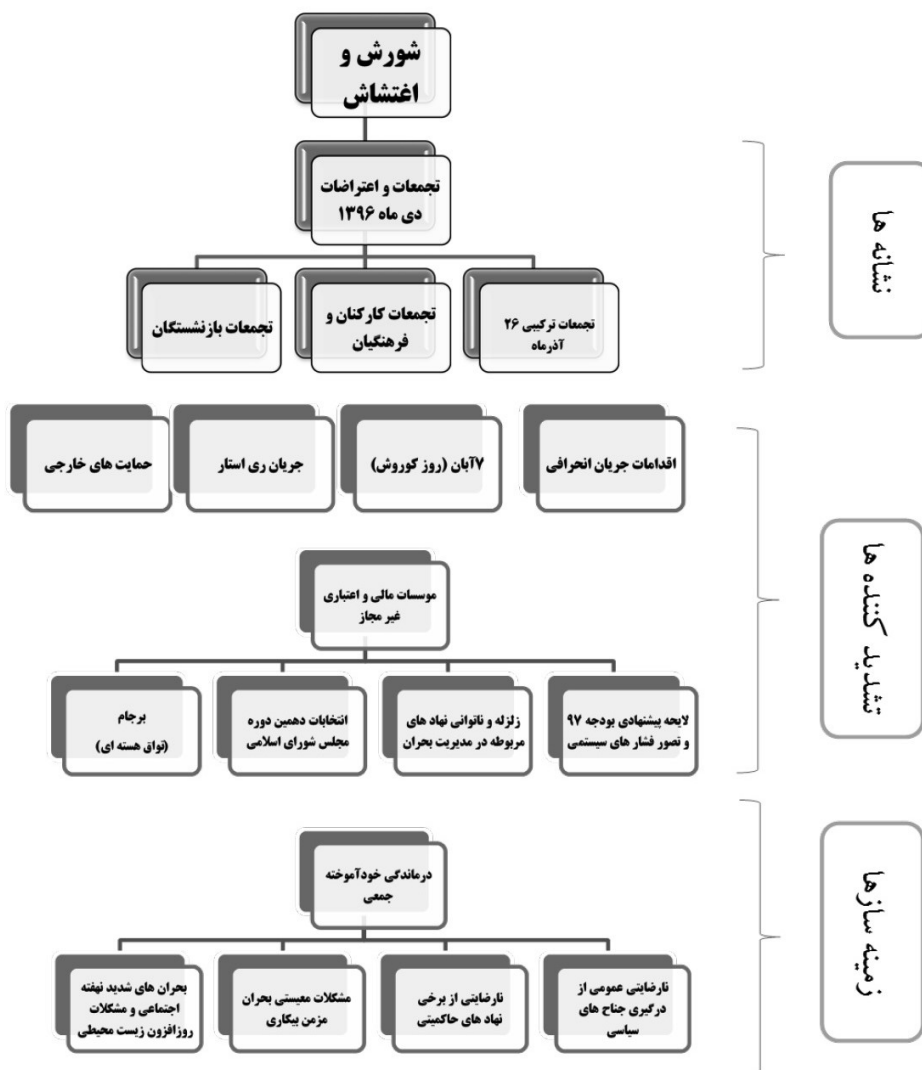 شورش و
اغتشاش
تجمعات و اعتراضات
دی ماه ۱۳۹۶
نشانه ها
تجمعات ترکیبی ۲۶
آذرماه
تجمعات کارکنان و
فرهنگیان
تجمعات بازنشستگان
اقدامات جریان انحرافی
۷آبان (روز کوروش)
جریان ری استار
حمایت های خارجی
تشدید کننده ها
موسسات مالی و اعتباری
غیر مجاز
لایحه پیشنهادی بودجه ۹۷
و تصور فشار های سیستمی
زلزله و ناتوانی نهاد های
مربوطه در مدیریت بحران
انتخابات دهمین دوره
مجلس شورای اسلامی
برجام
(تواق هسته ای)
زمینه سازها
درماندگی خودآموخته
جمعی
نارضایتی عمومی از
درگیری جناح های
سیاسی
نارضایتی از برخی
نهاد های حاکمیتی
مشکلات معیستی بحران
مزمن بیکاری
بحران های شدید نهفته
اجتماعی و مشکلات
روزافزون زیست محیطی